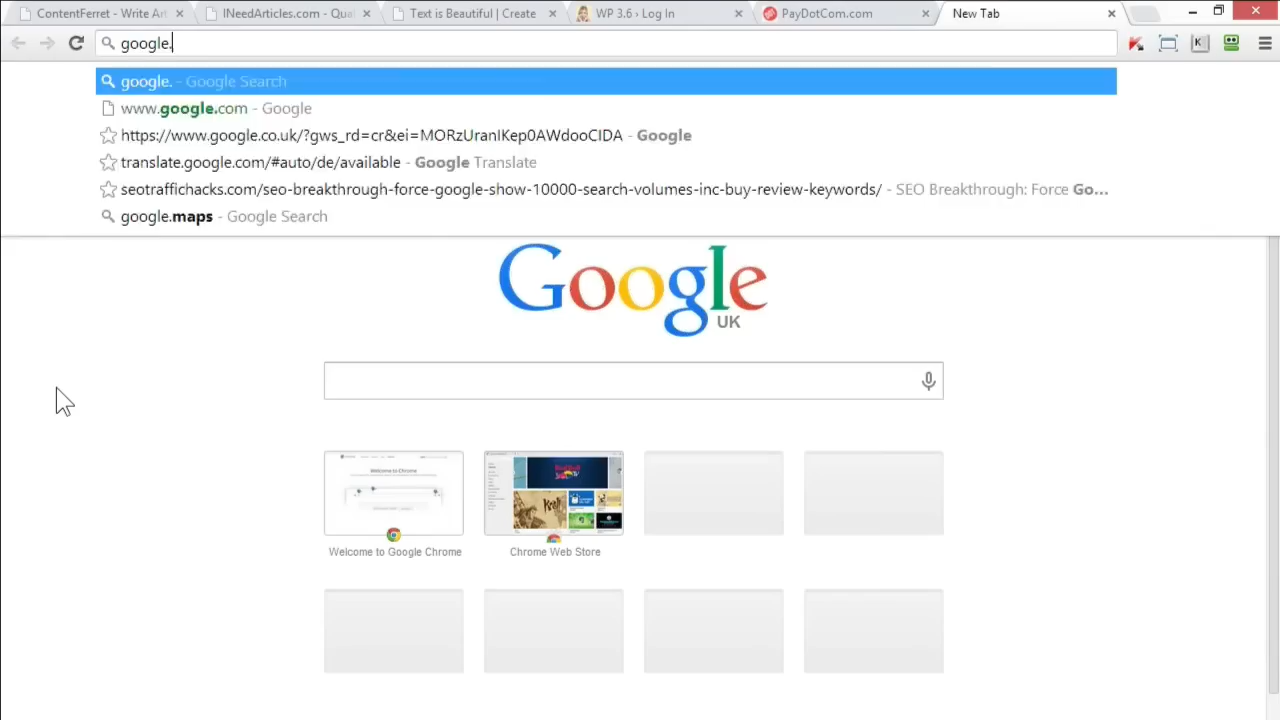 ContentFerret - Write Art
INeedArticles.com - Qual
Text is Beautiful | Create
WP 3.6 › Log In
PayDotCom.com
New Tab
google.
google. - Google Search
www.google.com - Google
https://www.google.co.uk/?gws_rd=cr&ei=MORzUranIKep0AWdooCIDA - Google
translate.google.com/#auto/de/available - Google Translate
seotraffichacks.com/seo-breakthrough-force-google-show-10000-search-volumes-inc-buy-review-keywords/ - SEO Breakthrough: Force Go...
google.maps - Google Search
Google
UK
Welcome to Google Chrome
Chrome Web Store